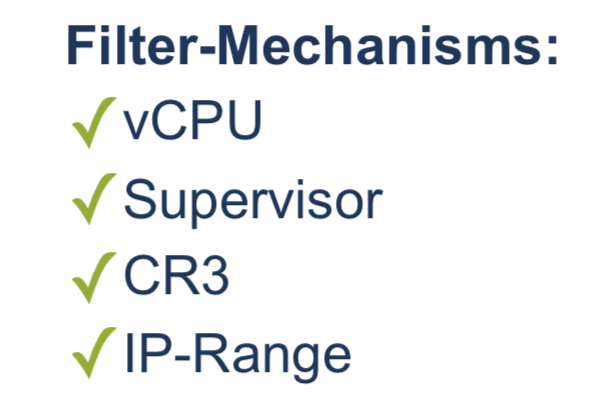 Filter-Mechanisms:
✓ vCPU
✓ Supervisor
✓ CR3
✓ IP-Range